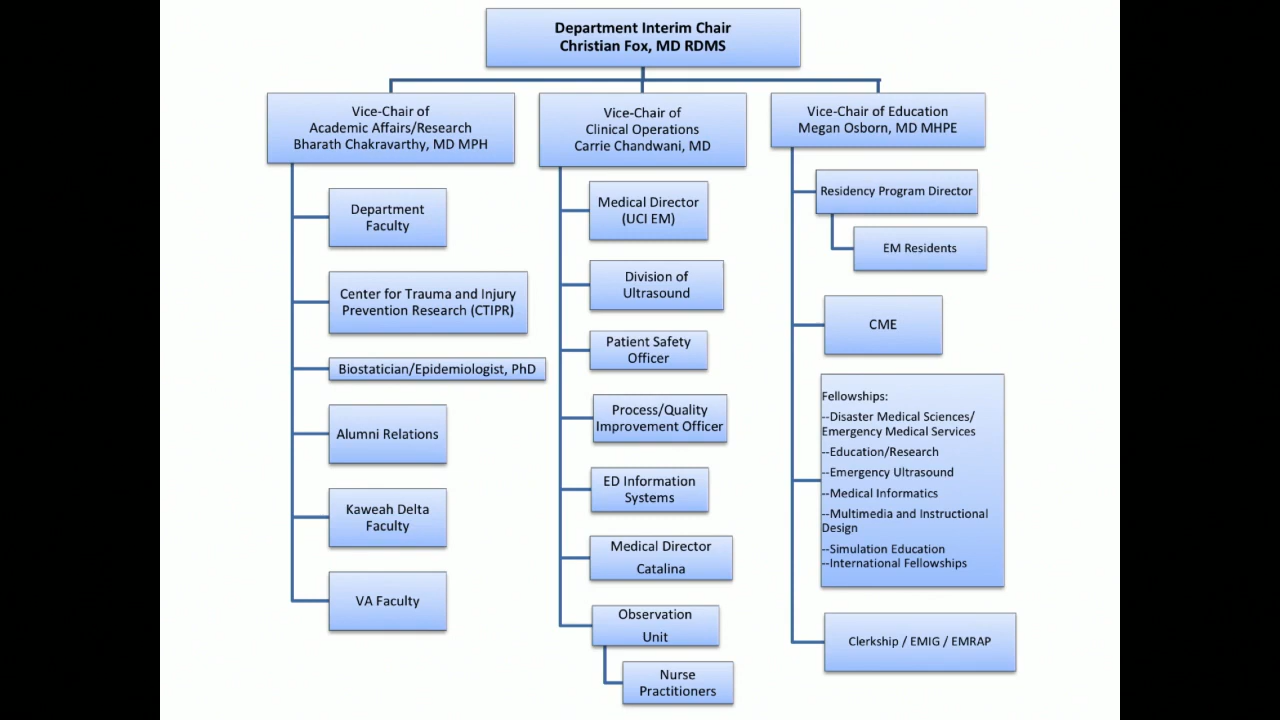 Department Interim Chair
Christian Fox, MD RDMS
Vice-Chair of
Academic Affairs/Research
Bharath Chakravarthy, MD MPH
Department
Faculty
Center for Trauma and Injury
Prevention Research (CTIPR)
Biostatician/Epidemiologist, PhD
Alumni Relations
Kaweah Delta
Faculty
VA Faculty
Vice-Chair of
Clinical Operations
Carrie Chandwani, MD
Medical Director
(UCI EM)
Division of
Ultrasound
Patient Safety
Officer
Process/Quality
Improvement Officer
ED Information
Systems
Medical Director
Catalina
Observation
Unit
Nurse
Practitioners
Vice-Chair of Education
Megan Osborn, MD MHPE
Residency Program Director
EM Residents
CME
Fellowships:
--Disaster Medical Sciences/
Emergency Medical Services
--Education/Research
--Emergency Ultrasound
--Medical Informatics
--Multimedia and Instructional
Design
--Simulation Education
--International Fellowships
Clerkship / EMIG / EMRAP